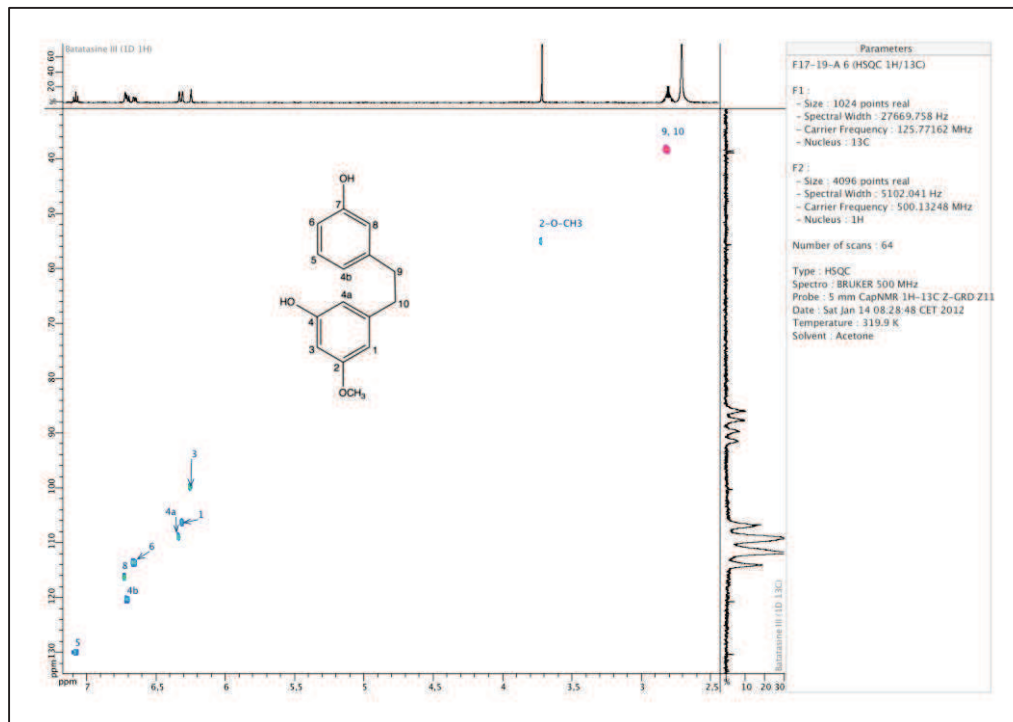 Batatasine III (1D 1H)
60
40
20
%
9, 10
2-O-CH3
OH
7
6
8
5
9
4b
4a
HO
10
4
3
1
2
OCH3
3
4a
1
6
8
4b
5
40
50
60
70
80
90
100
110
120
130
ppm
ppm
7
6,5
6
5,5
5
4,5
4
3,5
3
2,5
% 10 20 30
Batatasine III (1D 13C)
Parameters
F17-19-A 6 (HSQC 1H/13C)
F1 :
- Size : 1024 points real
- Spectral Width : 27669.758 Hz
- Carrier Frequency : 125.77162 MHz
- Nucleus : 13C
F2 :
- Size : 4096 points real
- Spectral Width : 5102.041 Hz
- Carrier Frequency : 500.13248 MHz
- Nucleus : 1H
Number of scans : 64
Type : HSQC
Spectro : BRUKER 500 MHz
Probe : 5 mm CapNMR 1H-13C Z-GRD Z11
Date : Sat Jan 14 08:28:48 CET 2012
Temperature : 319.9 K
Solvent : Acetone